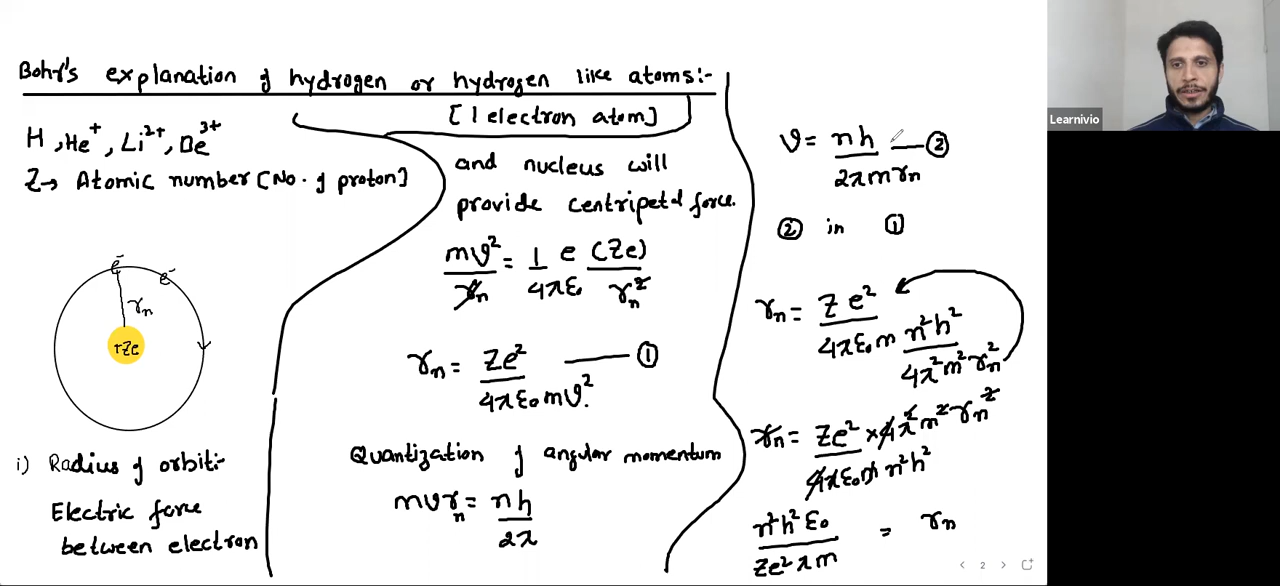 Bohr's explanation of hydrogen or hydrogen like atoms:-
[1 electron atom]
H, He⁺, Li²⁺, Be³⁺
Z → Atomic number [No. of proton]
e⁻
e⁻
rₙ
+Ze
i) Radius of orbit:-
Electric force
between electron
and nucleus will
provide centripetal force.
mv²/rₙ = 1/4πε₀ e (Ze)/rₙ²
rₙ = Ze²/4πε₀mv² —— ①
Quantization of angular momentum
mvrₙ = nh/2π
v = nh/2πmrₙ —— ②
② in ①
rₙ = Ze²/4πε₀m n²h²/4π²m²rₙ²
rₙ = Ze² × 4π²m²rₙ²/4πε₀m n²h²
n²h²ε₀/Ze²πm = rₙ
Learnivio
< 2 >